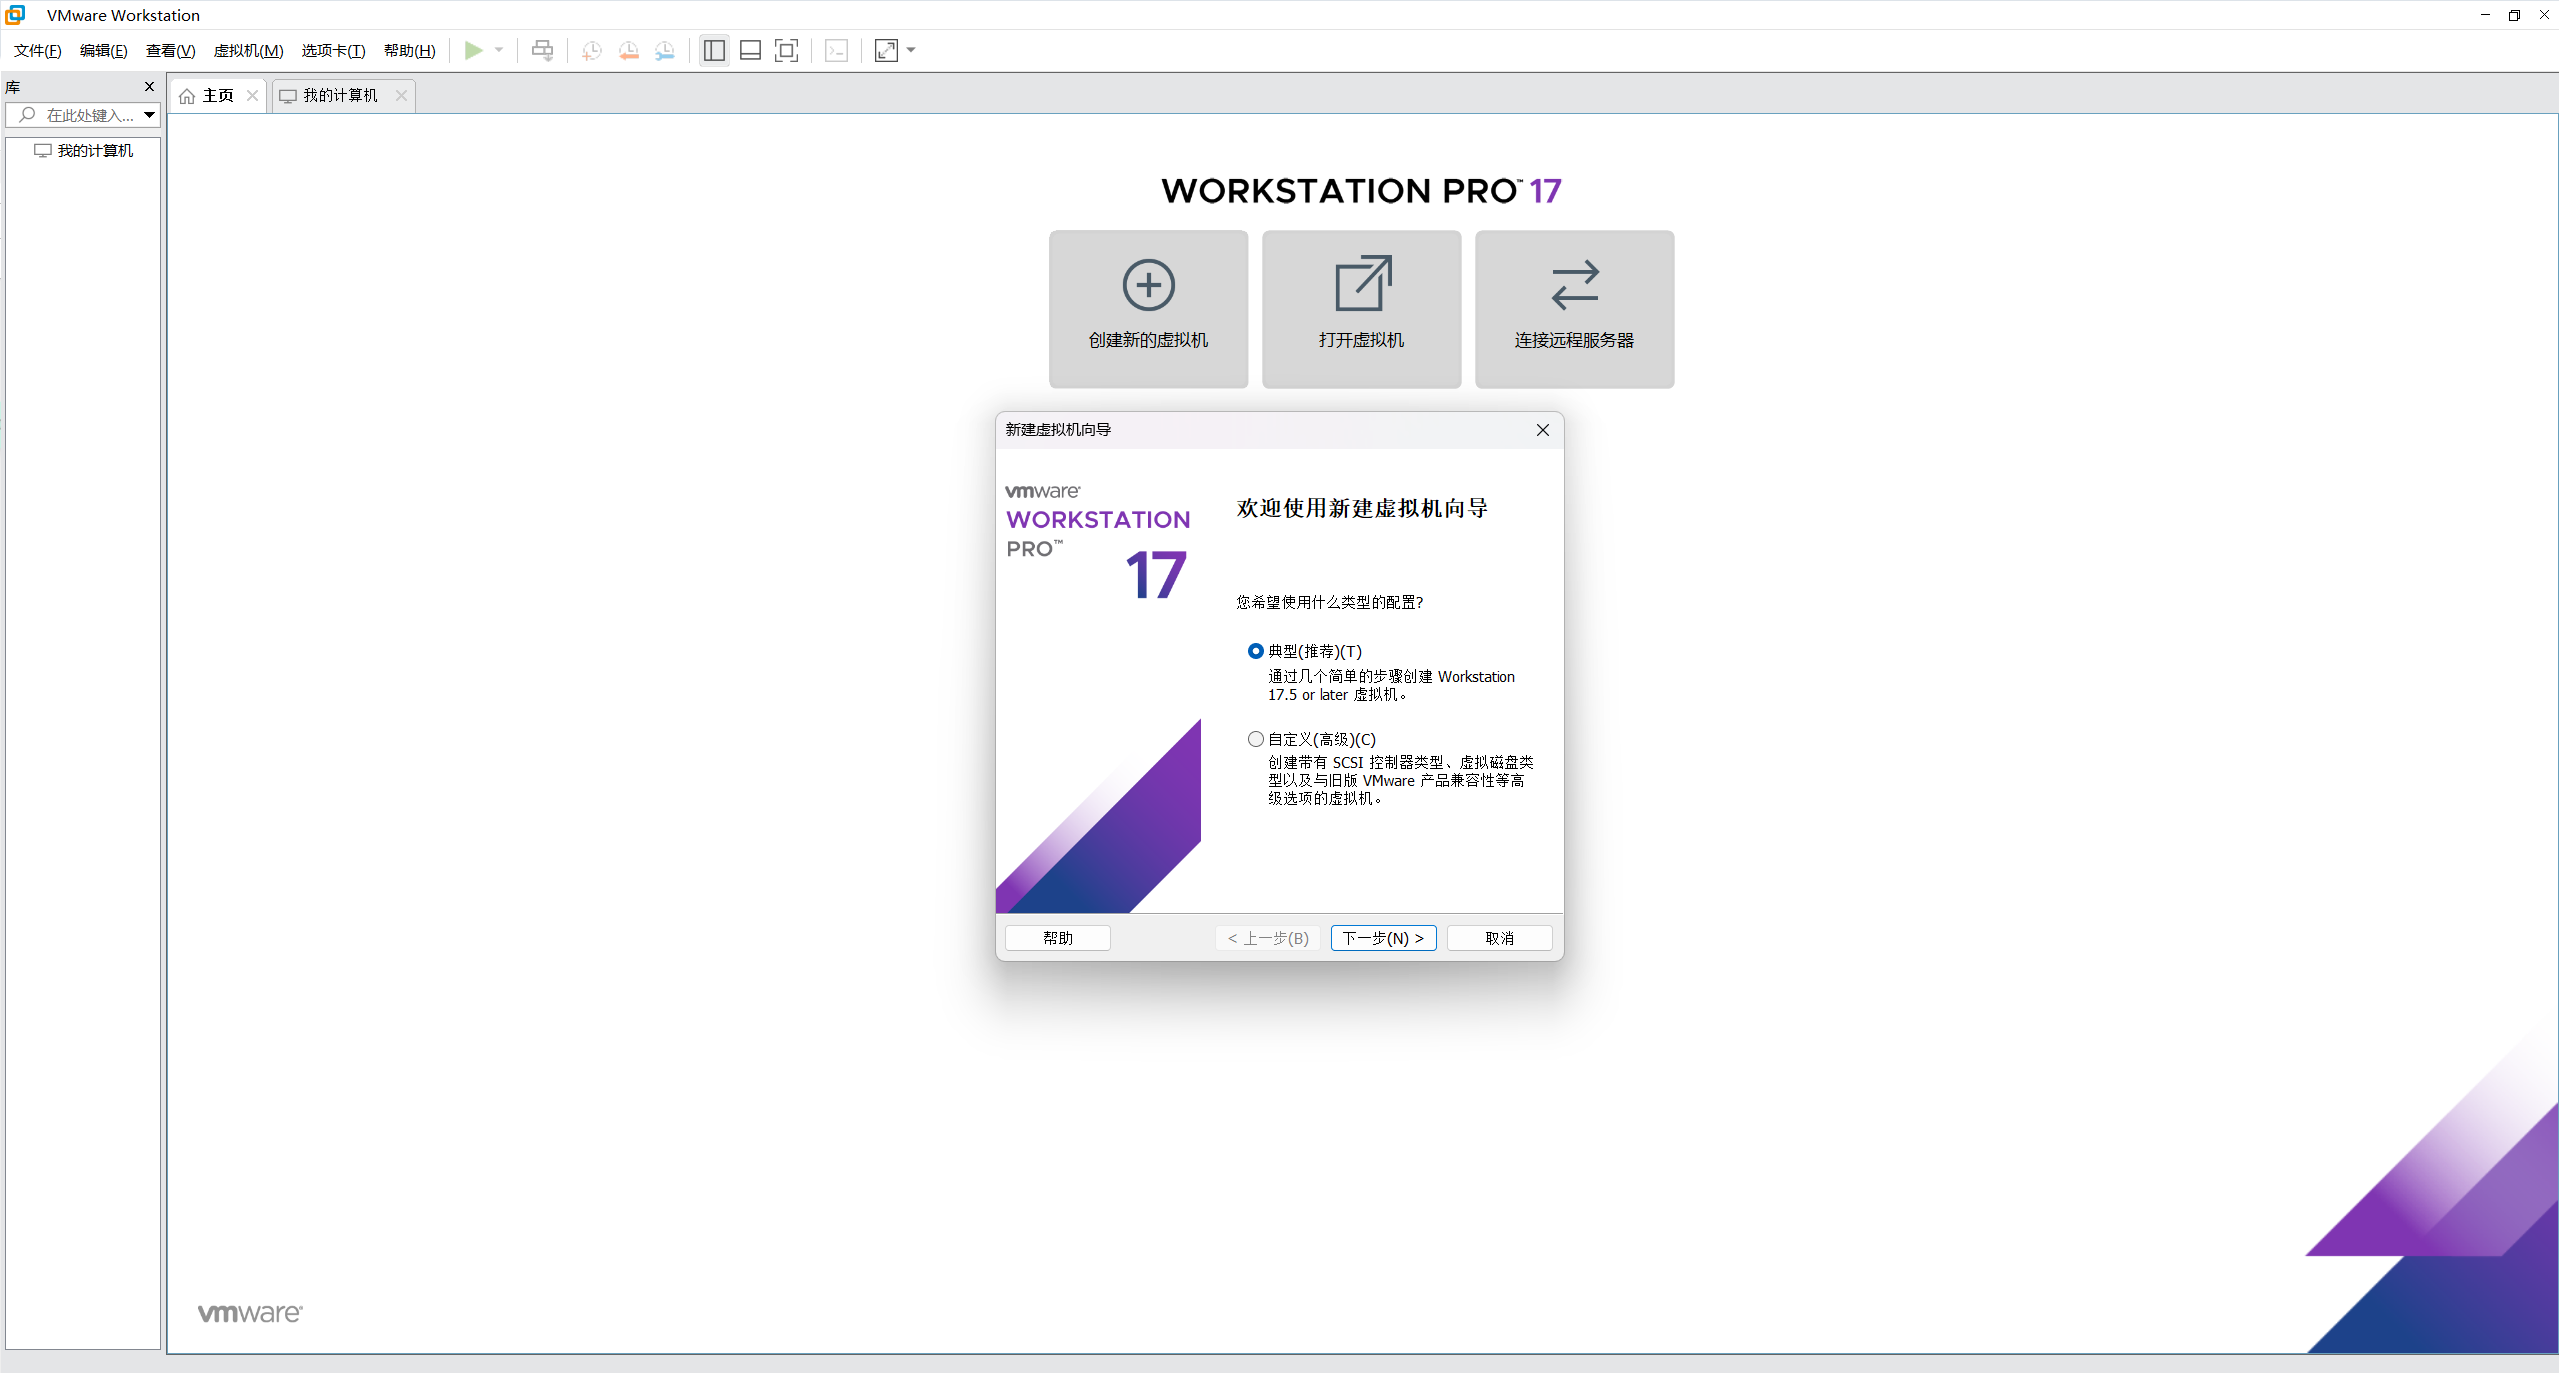 VMware Workstation
文件(F) 编辑(E) 查看(V) 虚拟机(M) 选项卡(T) 帮助(H)
库
在此处键入...
我的计算机
主页 我的计算机
WORKSTATION PRO™ 17
创建新的虚拟机 打开虚拟机 连接远程服务器
新建虚拟机向导
vmware®
WORKSTATION
PRO™
17
欢迎使用新建虚拟机向导
您希望使用什么类型的配置?
典型(推荐)(T)
通过几个简单的步骤创建 Workstation
17.5 or later 虚拟机。
自定义(高级)(C)
创建带有 SCSI 控制器类型、虚拟磁盘类
型以及与旧版 VMware 产品兼容性等高
级选项的虚拟机。
帮助 < 上一步(B) 下一步(N) > 取消
vmware®